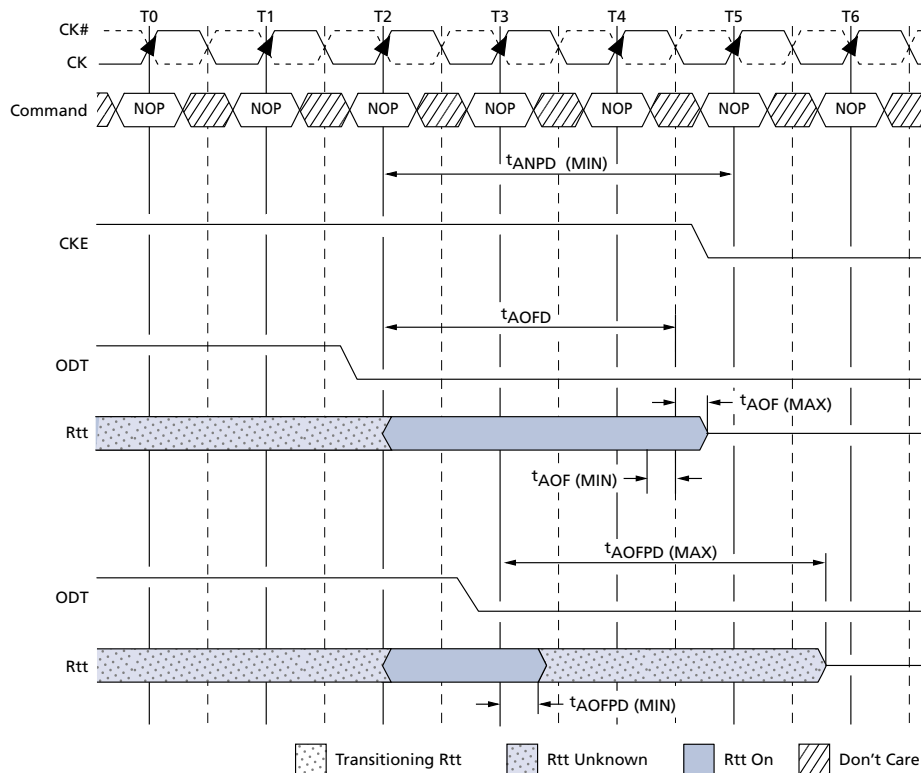 T0 T1 T2 T3 T4 T5 T6
CK#
CK
Command NOP NOP NOP NOP NOP NOP NOP
tANPD (MIN)
CKE
tAOFD
ODT
tAOF (MAX)
Rtt
tAOF (MIN)
tAOFPD (MAX)
ODT
Rtt
tAOFPD (MIN)
Transitioning Rtt Rtt Unknown Rtt On Don't Care